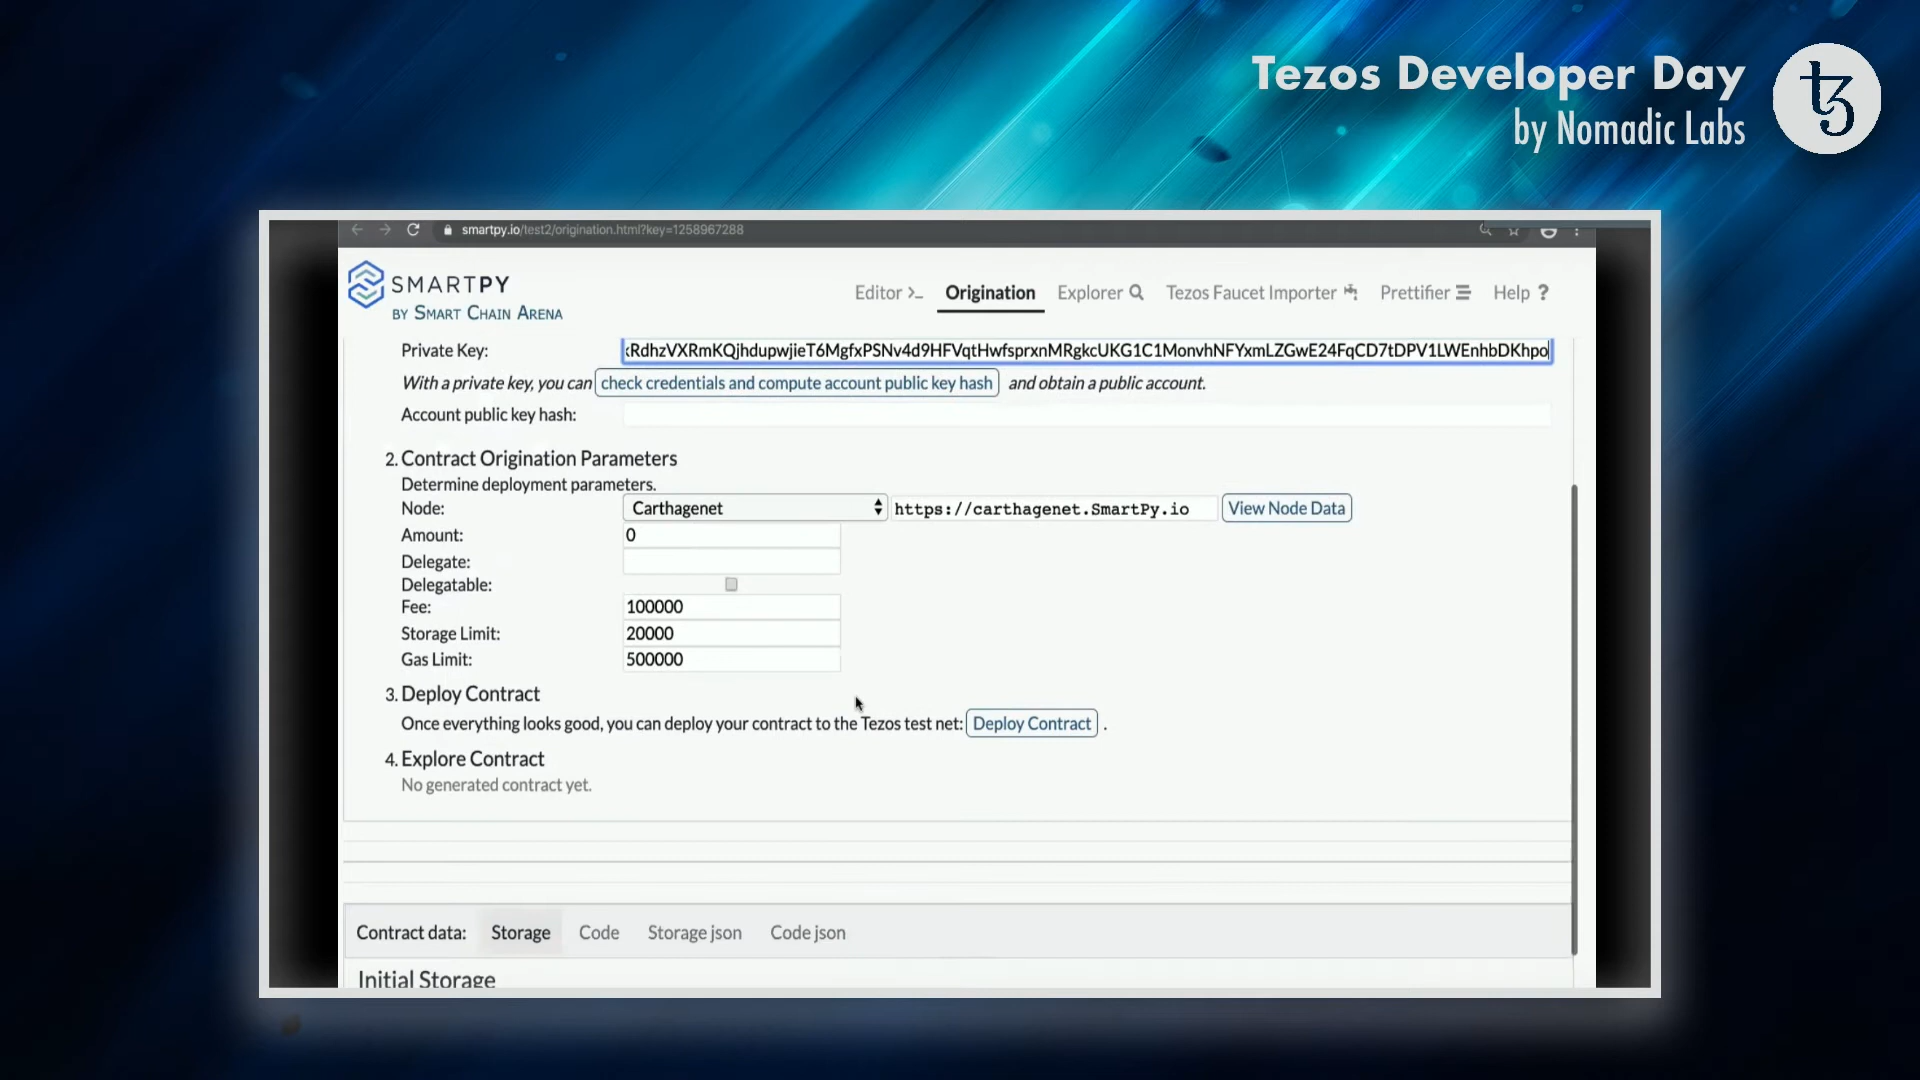 Tezos Developer Day
by Nomadic Labs
smartpy.io/test2/origination.html?key=1258967288
SMARTPY
BY SMART CHAIN ARENA
Editor >_ Origination Explorer Tezos Faucet Importer Prettifier Help ?
Private Key: RdhzVXRmKQjhdupwjieT6MgfxPSNv4d9HFVqtHwfsprxnMRgkcUKG1C1MonvhNFYxmLZGwE24FqCD7tDPV1LWEnhbDKhpo
With a private key, you can check credentials and compute account public key hash and obtain a public account.
Account public key hash:
2. Contract Origination Parameters
Determine deployment parameters.
Node: Carthagenet https://carthagenet.SmartPy.io View Node Data
Amount: 0
Delegate:
Delegatable:
Fee: 100000
Storage Limit: 20000
Gas Limit: 500000
3. Deploy Contract
Once everything looks good, you can deploy your contract to the Tezos test net: Deploy Contract .
4. Explore Contract
No generated contract yet.
Contract data: Storage Code Storage json Code json
Initial Storage